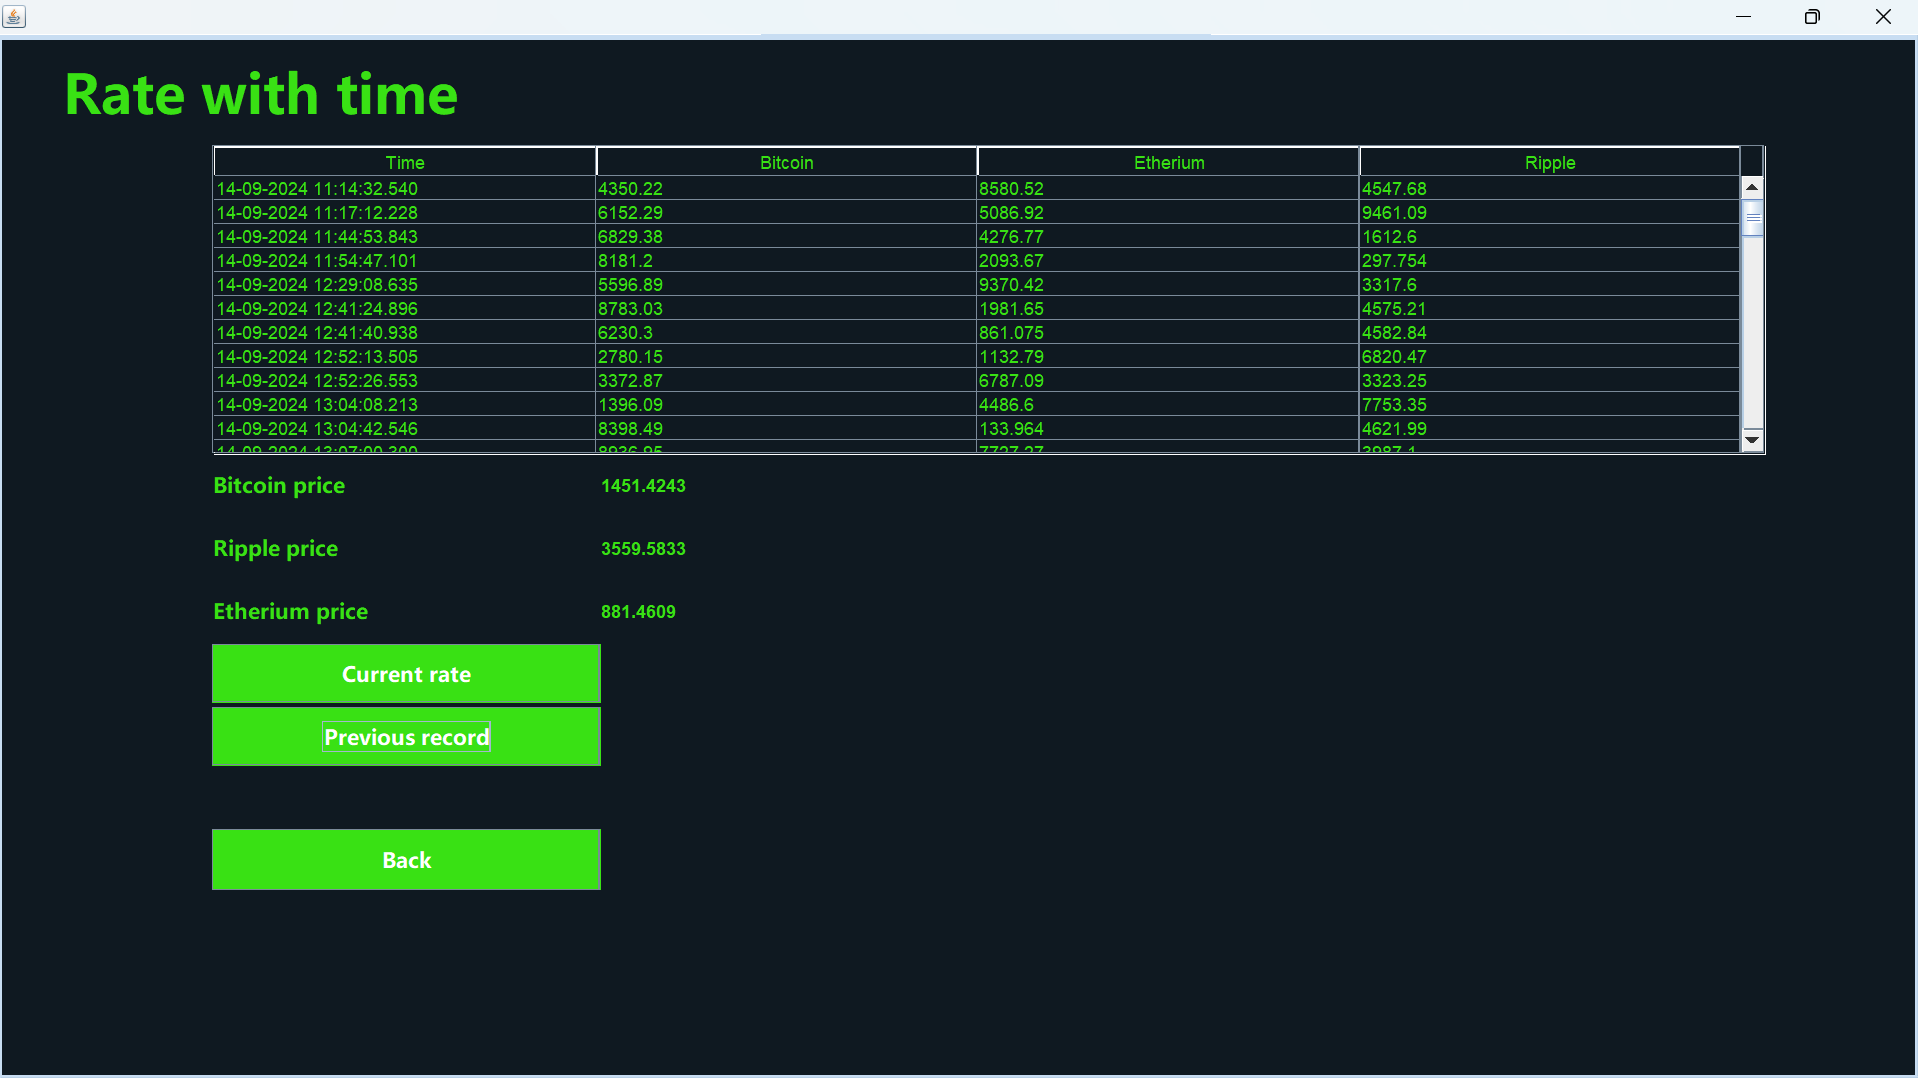 Rate with time
Time Bitcoin Etherium Ripple
14-09-2024 11:14:32.540 4350.22 8580.52 4547.68
14-09-2024 11:17:12.228 6152.29 5086.92 9461.09
14-09-2024 11:44:53.843 6829.38 4276.77 1612.6
14-09-2024 11:54:47.101 8181.2 2093.67 297.754
14-09-2024 12:29:08.635 5596.89 9370.42 3317.6
14-09-2024 12:41:24.896 8783.03 1981.65 4575.21
14-09-2024 12:41:40.938 6230.3 861.075 4582.84
14-09-2024 12:52:13.505 2780.15 1132.79 6820.47
14-09-2024 12:52:26.553 3372.87 6787.09 3323.25
14-09-2024 13:04:08.213 1396.09 4486.6 7753.35
14-09-2024 13:04:42.546 8398.49 133.964 4621.99
Bitcoin price 1451.4243
Ripple price 3559.5833
Etherium price 881.4609
Current rate
Previous record
Back